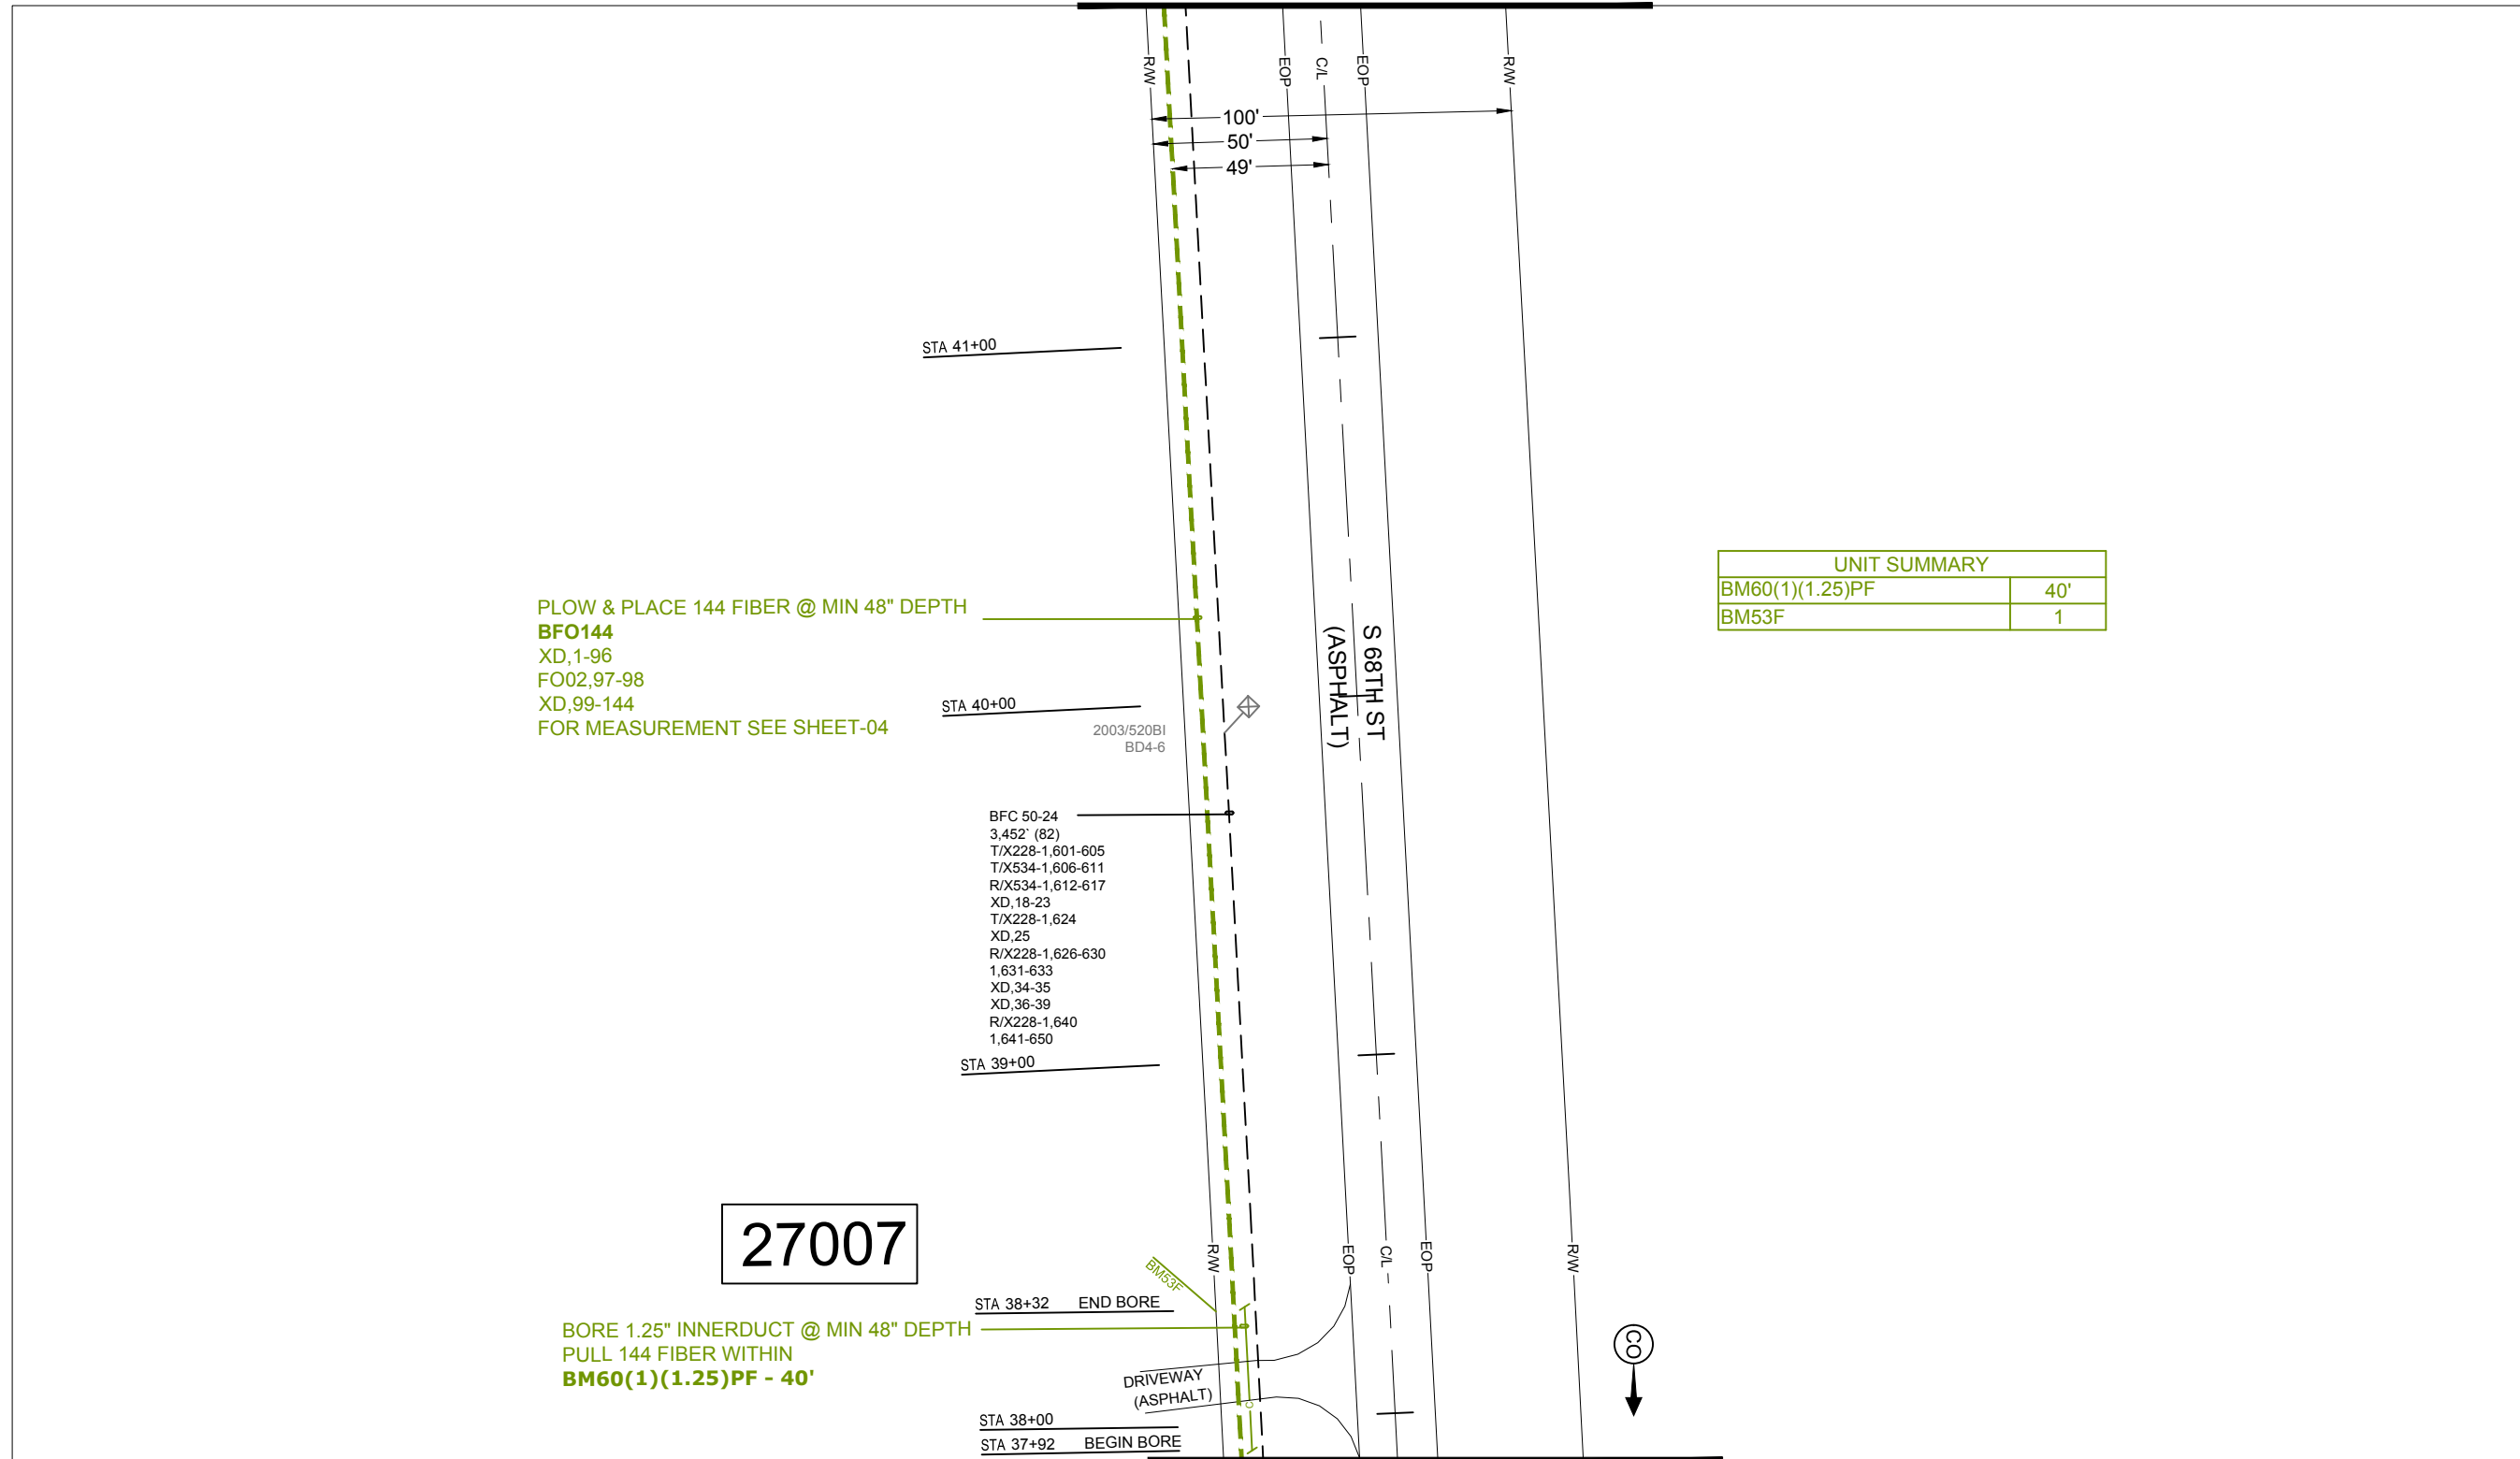 R/W
EOP
C/L
EOP
R/W
100'
50'
49'
STA 41+00
UNIT SUMMARY
BM60(1)(1.25)PF 40'
BM53F 1
PLOW & PLACE 144 FIBER @ MIN 48" DEPTH
BFO144
XD,1-96
FO02,97-98
XD,99-144
FOR MEASUREMENT SEE SHEET-04
S 68TH ST
(ASPHALT)
STA 40+00
2003/520BI
BD4-6
BFC 50-24
3,452` (82)
T/X228-1,601-605
T/X534-1,606-611
R/X534-1,612-617
XD,18-23
T/X228-1,624
XD,25
R/X228-1,626-630
1,631-633
XD,34-35
XD,36-39
R/X228-1,640
1,641-650
STA 39+00
27007
R/W
EOP
C/L
EOP
R/W
BM53F
STA 38+32 END BORE
BORE 1.25" INNERDUCT @ MIN 48" DEPTH
PULL 144 FIBER WITHIN
BM60(1)(1.25)PF - 40'
CO
DRIVEWAY
(ASPHALT)
C
STA 38+00
STA 37+92 BEGIN BORE